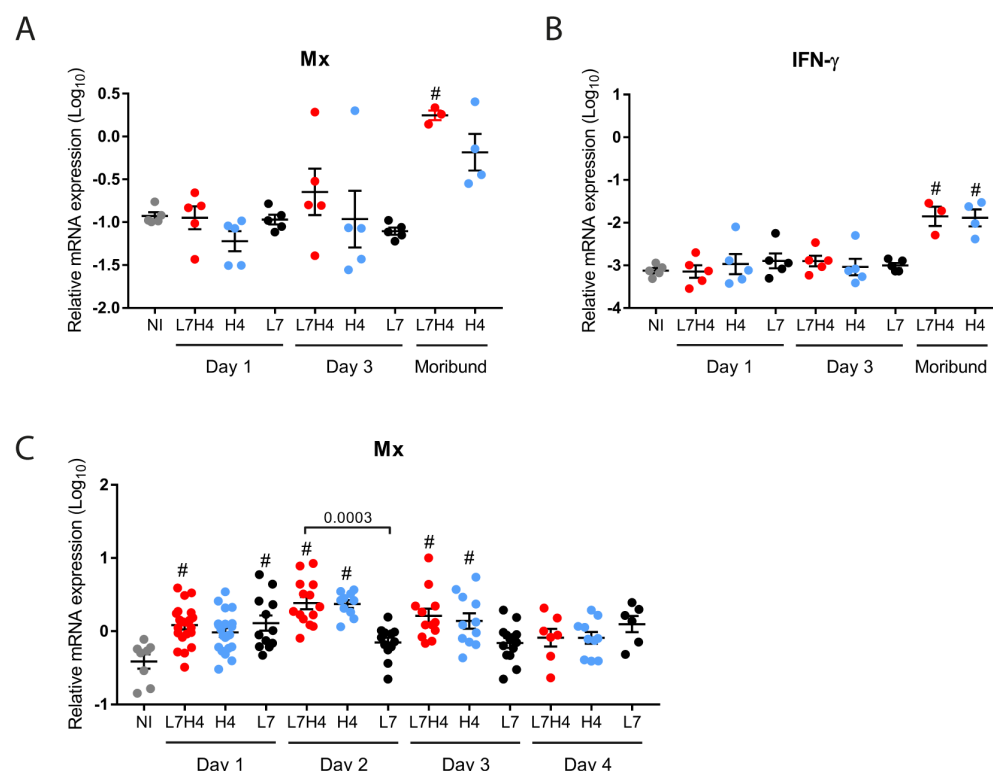 A
Mx
Relative mRNA expression (Log10)
0.5
0.0
-0.5
-1.0
-1.5
-2.0
#
NI L7H4 H4 L7 L7H4 H4 L7 L7H4 H4
Day 1 Day 3 Moribund
B
IFN-γ
Relative mRNA expression (Log10)
1
0
-1
-2
-3
-4
# #
NI L7H4 H4 L7 L7H4 H4 L7 L7H4 H4
Day 1 Day 3 Moribund
C
Mx
Relative mRNA expression (Log10)
2
1
0
-1
0.0003
# # # # # #
NI L7H4 H4 L7 L7H4 H4 L7 L7H4 H4 L7 L7H4 H4 L7
Day 1 Day 2 Day 3 Day 4